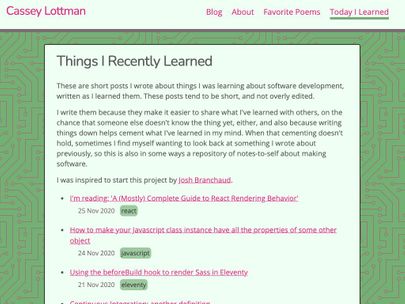 Cassey Lottman
Blog About Favorite Poems Today I Learned
Things I Recently Learned
These are short posts I wrote about things I was learning about software development,
written as I learned them. These posts tend to be short, and not overly edited.
I write them because they make it easier to share what I've learned with others, on the
chance that someone else doesn't know the thing yet, either, and also because writing
things down helps cement what I've learned in my mind. When that cementing doesn't
hold, sometimes I find myself wanting to look back at something I wrote about
previously, so this is also in some ways a repository of notes-to-self about making
software.
I was inspired to start this project by Josh Branchaud.
I'm reading: 'A (Mostly) Complete Guide to React Rendering Behavior'
25 Nov 2020 react
How to make your Javascript class instance have all the properties of some other
object
24 Nov 2020 javascript
Using the beforeBuild hook to render Sass in Eleventy
21 Nov 2020 eleventy
Continuous Integration: another definition